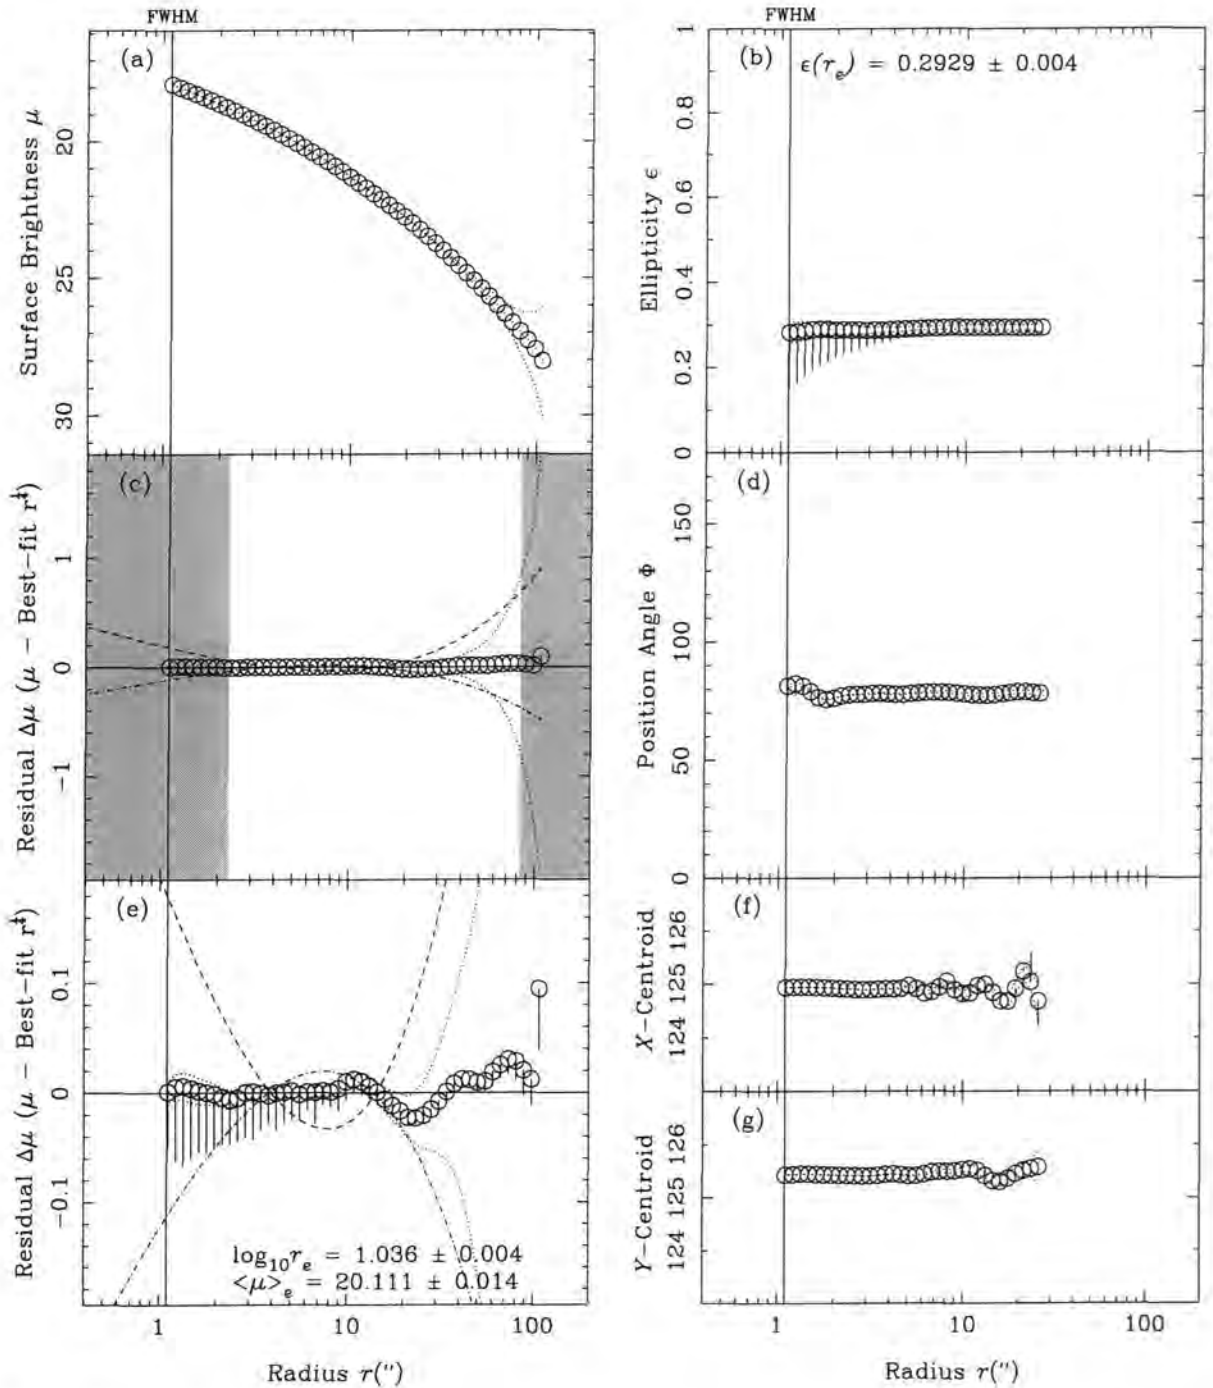 FWHM
(a)
Surface Brightness μ
20
25
30
FWHM
(b)
ϵ(r_e) = 0.2929 ± 0.004
Ellipticity ϵ
1
0.8
0.6
0.4
0.2
0
(c)
Residual Δμ (μ − Best−fit r^¼)
1
0
−1
(d)
Position Angle Φ
150
100
50
0
(e)
Residual Δμ (μ − Best−fit r^¼)
0.1
0
−0.1
log₁₀r_e = 1.036 ± 0.004
<μ>_e = 20.111 ± 0.014
1
10
100
Radius r(")
(f)
X−Centroid
126
125
124
(g)
Y−Centroid
126
125
124
1
10
100
Radius r(")